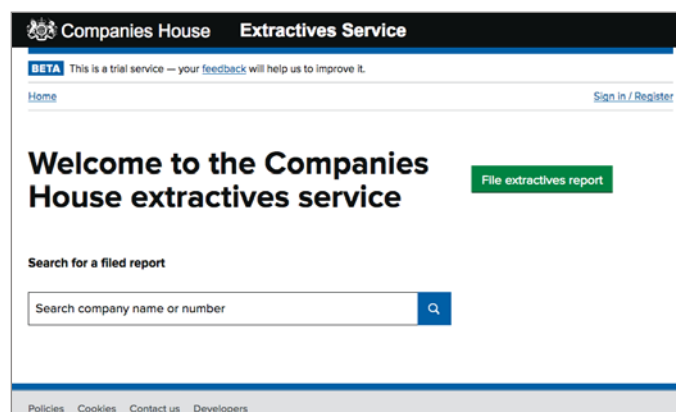 Companies House Extractives Service
BETA This is a trial service — your feedback will help us to improve it.
Home Sign in / Register
Welcome to the Companies
House extractives service
File extractives report
Search for a filed report
Search company name or number
Policies Cookies Contact us Developers